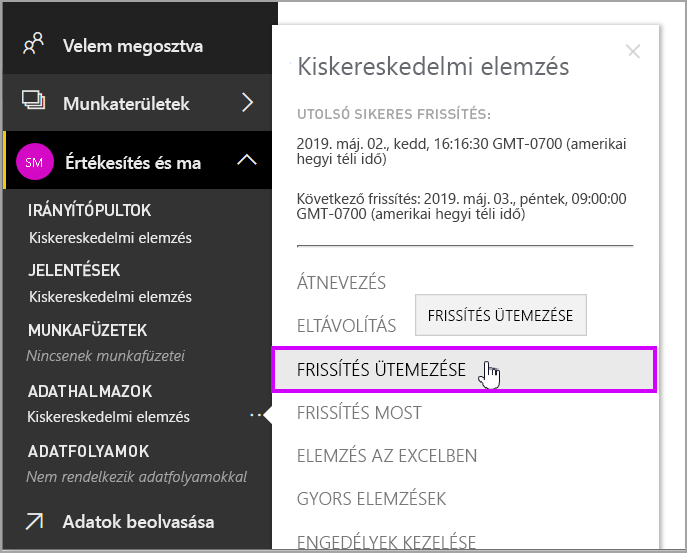 Velem megosztva
Munkaterületek
SM
Értékesítés és ma
IRÁNYÍTÓPULTOK
Kiskereskedelmi elemzés
JELENTÉSEK
Kiskereskedelmi elemzés
MUNKAFÜZETEK
Nincsenek munkafüzetei
ADATHALMAZOK
Kiskereskedelmi elemzés
ADATFOLYAMOK
Nem rendelkezik adatfolyamokkal
Adatok beolvasása
Kiskereskedelmi elemzés
UTOLSÓ SIKERES FRISSÍTÉS:
2019. máj. 02., kedd, 16:16:30 GMT-0700 (amerikai
hegyi téli idő)
Következő frissítés: 2019. máj. 03., péntek, 09:00:00
GMT-0700 (amerikai hegyi téli idő)
ÁTNEVEZÉS
ELTÁVOLÍTÁS
FRISSÍTÉS ÜTEMEZÉSE
FRISSÍTÉS ÜTEMEZÉSE
FRISSÍTÉS MOST
ELEMZÉS AZ EXCELBEN
GYORS ELEMZÉSEK
ENGEDÉLYEK KEZELÉSE